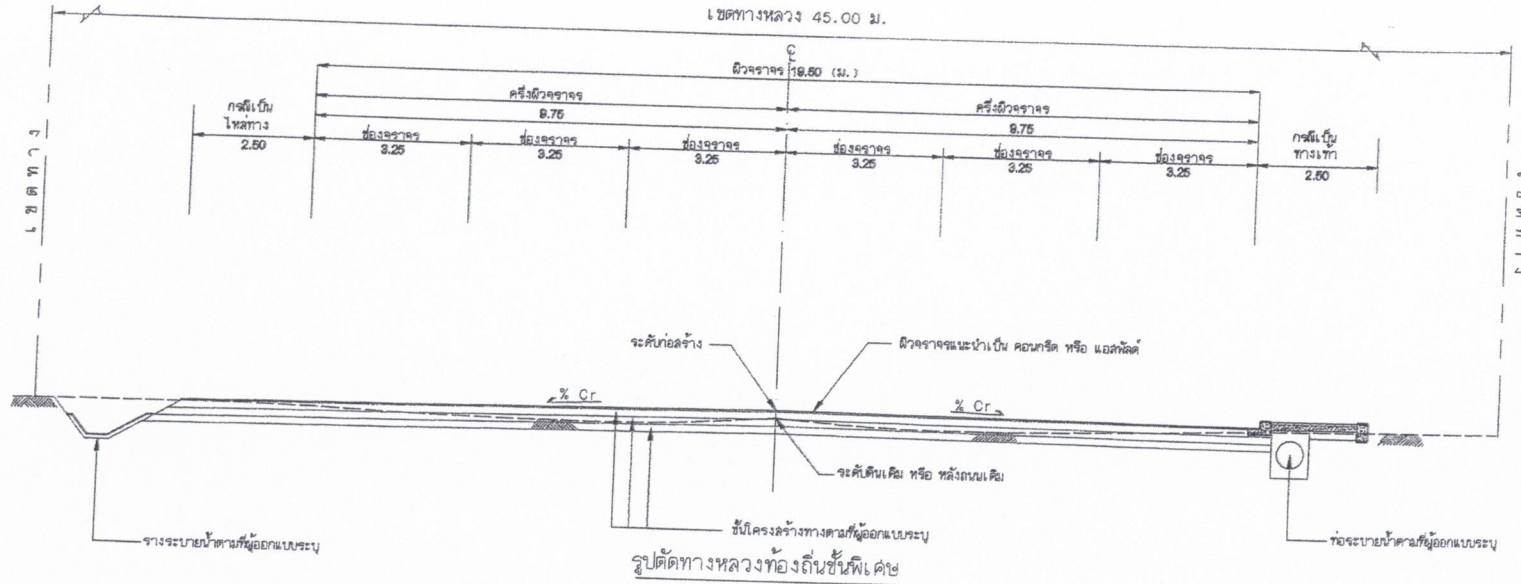 เขตทางหลวง 45.00 ม.
ผิวจราจร 19.50 (ม.)
ครึ่งผิวจราจร
9.75
ครึ่งผิวจราจร
9.75
กรณีเป็น
ไหล่ทาง
2.50
ช่องจราจร
3.25
ช่องจราจร
3.25
ช่องจราจร
3.25
ช่องจราจร
3.25
ช่องจราจร
3.25
ช่องจราจร
3.25
กรณีเป็น
ทางเท้า
2.50
เขตทาง
ระดับก่อสร้าง
ผิวจราจรแนะนำเป็น คอนกรีต หรือ แอสฟัลต์
% Cr
% Cr
ระดับดินเดิม หรือ หลังถนนเดิม
ชั้นโครงสร้างทางตามที่ผู้ออกแบบระบุ
รางระบายน้ำตามที่ผู้ออกแบบระบุ
ท่อระบายน้ำตามที่ผู้ออกแบบระบุ
รูปตัดทางหลวงท้องถิ่นชั้นพิเศษ